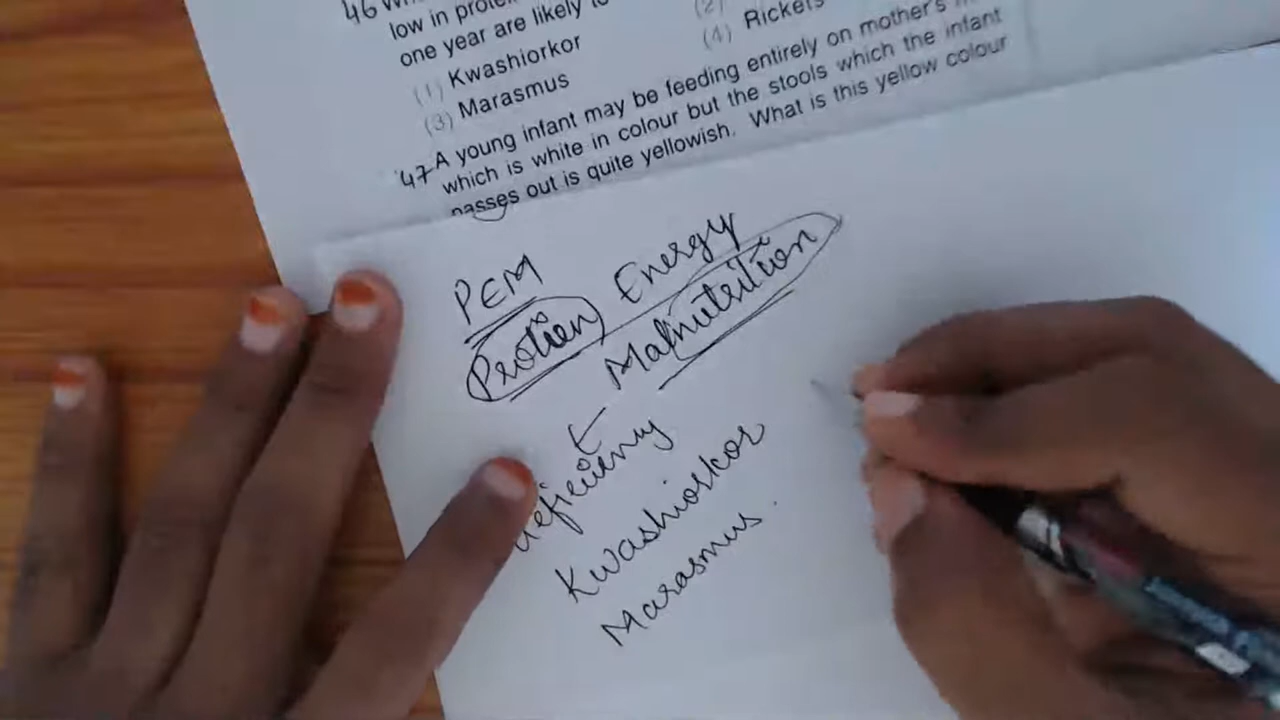 46
low in
one year are likely
(1) Kwashiorkor
(2)
(3) Marasmus
(4) Rickets
47 A young infant may be feeding entirely on mother's
which is white in colour but the stools which the infant
passes out is quite yellowish. What is this yellow colour
PEM
Protien Energy
Malnutrition
deficiency
Kwashiorkor
Marasmus.